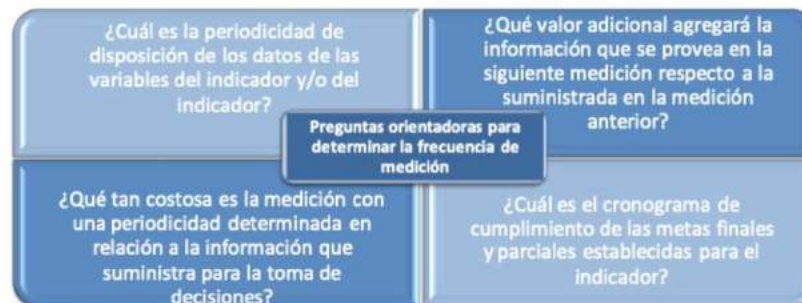 ¿Cuál es la periodicidad de
disposición de los datos de las
variables del indicador y/o del
indicador?
¿Qué valor adicional agregará la
información que se provea en la
siguiente medición respecto a la
suministrada en la medición
anterior?
Preguntas orientadoras para
determinar la frecuencia de
medición
¿Qué tan costosa es la medición con
una periodicidad determinada en
relación a la información que
suministra para la toma de
decisiones?
¿Cuál es el cronograma de
cumplimiento de las metas finales
y parciales establecidas para el
indicador?